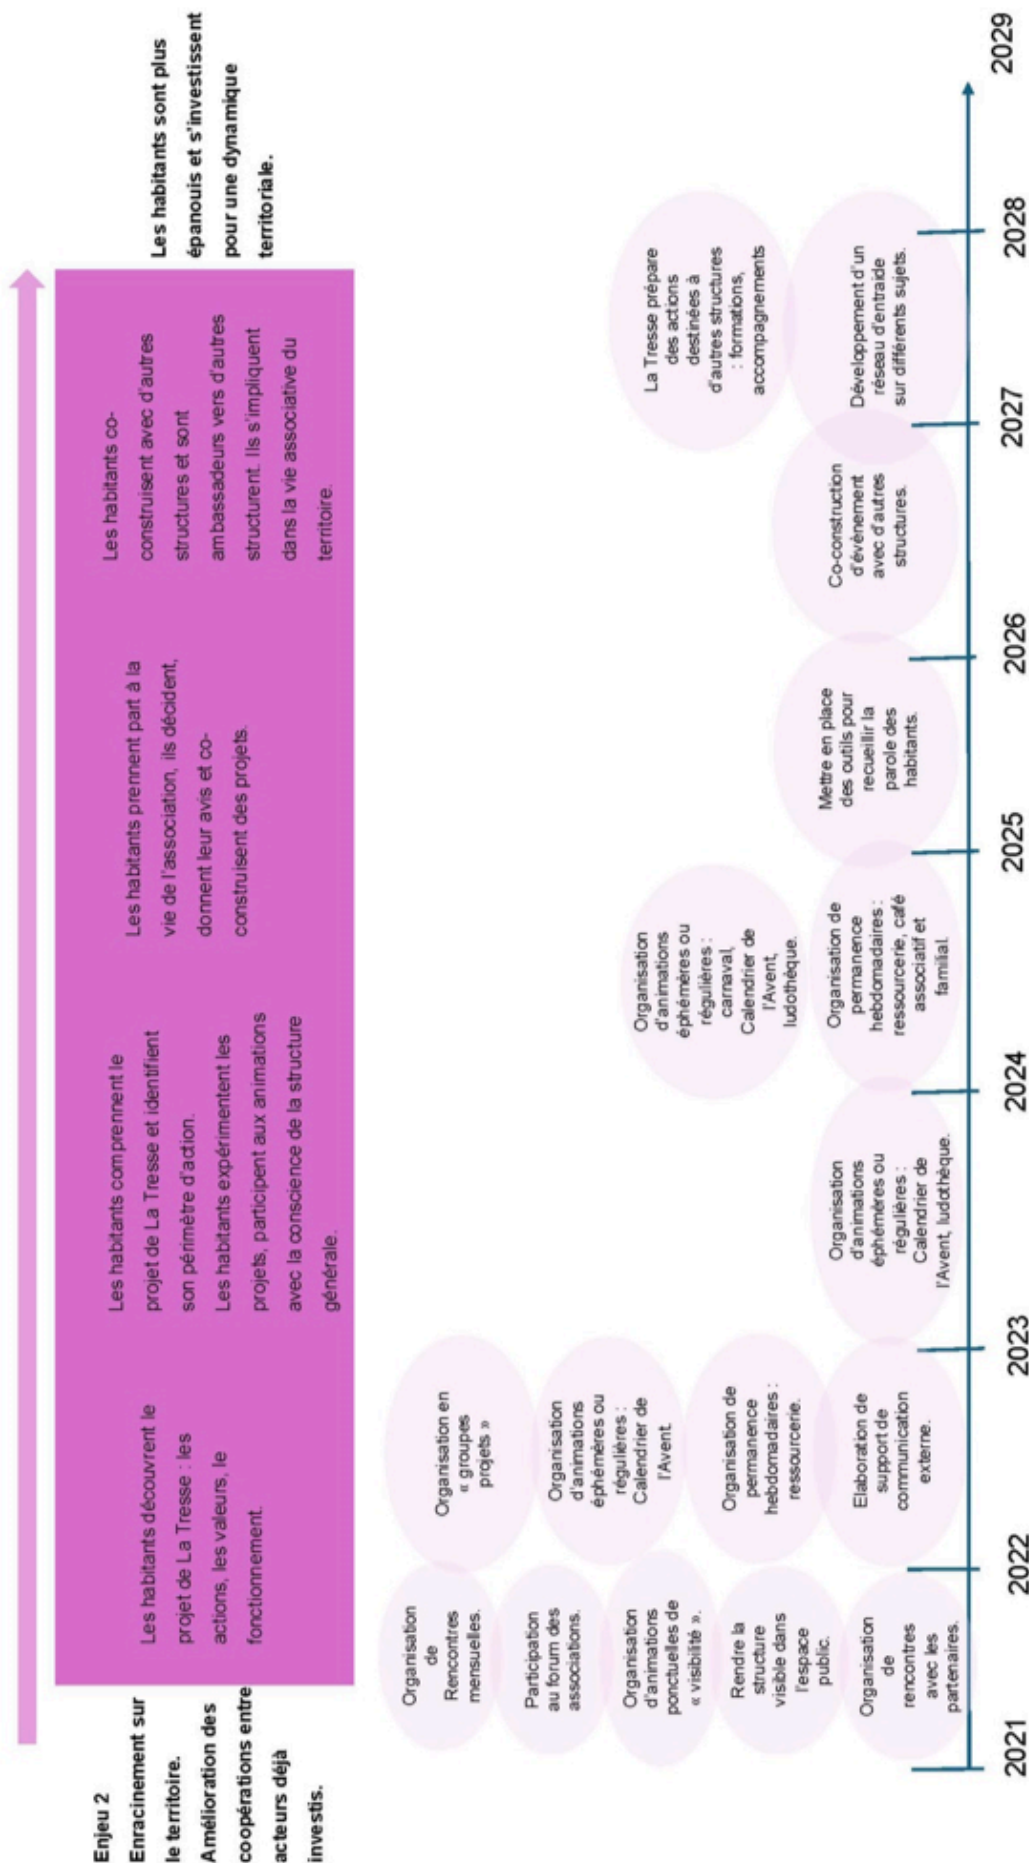 Enjeu 2
Enracinement sur
le territoire.
Amélioration des
coopérations entre
acteurs déjà
investis.
Les habitants découvrent le
projet de La Tresse : les
actions, les valeurs, le
fonctionnement.
Les habitants comprennent le
projet de La Tresse et identifient
son périmètre d'action.
Les habitants expérimentent les
projets, participent aux animations
avec la conscience de la structure
générale.
Les habitants prennent part à la
vie de l'association, ils décident,
donnent leur avis et co-
construisent des projets.
Les habitants co-
construisent avec d'autres
structures et sont
ambassadeurs vers d'autres
structurent. Ils s'impliquent
dans la vie associative du
territoire.
Les habitants sont plus
épanouis et s'investissent
pour une dynamique
territoriale.
Organisation
de
Rencontres
mensuelles.
Participation
au forum des
associations.
Organisation
d'animations
ponctuelles de
« visibilité ».
Rendre la
structure
visible dans
l'espace
public.
Organisation
de
rencontres
avec les
partenaires.
Organisation en
« groupes
projets »
Organisation
d'animations
éphémères ou
régulières :
Calendrier de
l'Avent.
Organisation de
permanence
hebdomadaires :
ressourcerie.
Elaboration de
support de
communication
externe.
Organisation
d'animations
éphémères ou
régulières :
Calendrier de
l'Avent, ludothèque.
Organisation
d'animations
éphémères ou
régulières :
carnaval,
Calendrier de
l'Avent,
ludothèque.
Organisation de
permanence
hebdomadaires :
ressourcerie, café
associatif et
familial.
Mettre en place
des outils pour
recueillir la
parole des
habitants.
Co-construction
d'évènement
avec d'autres
structures.
La Tresse prépare
des actions
destinées à
d'autres structures
: formations,
accompagnements
Développement d'un
réseau d'entraide
sur différents sujets.
2021
2022
2023
2024
2025
2026
2027
2028
2029